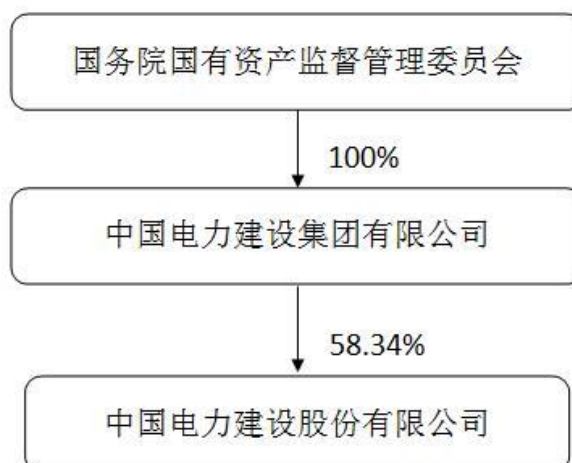 国务院国有资产监督管理委员会
100%
中国电力建设集团有限公司
58.34%
中国电力建设股份有限公司